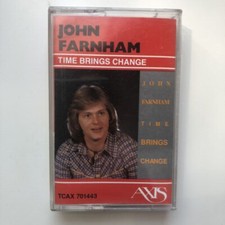 JOHN
FARNHAM
TIME BRINGS CHANGE
JOHN
FARNHAM
TIME
BRINGS
CHANGE
TCAX 701443
AXIS